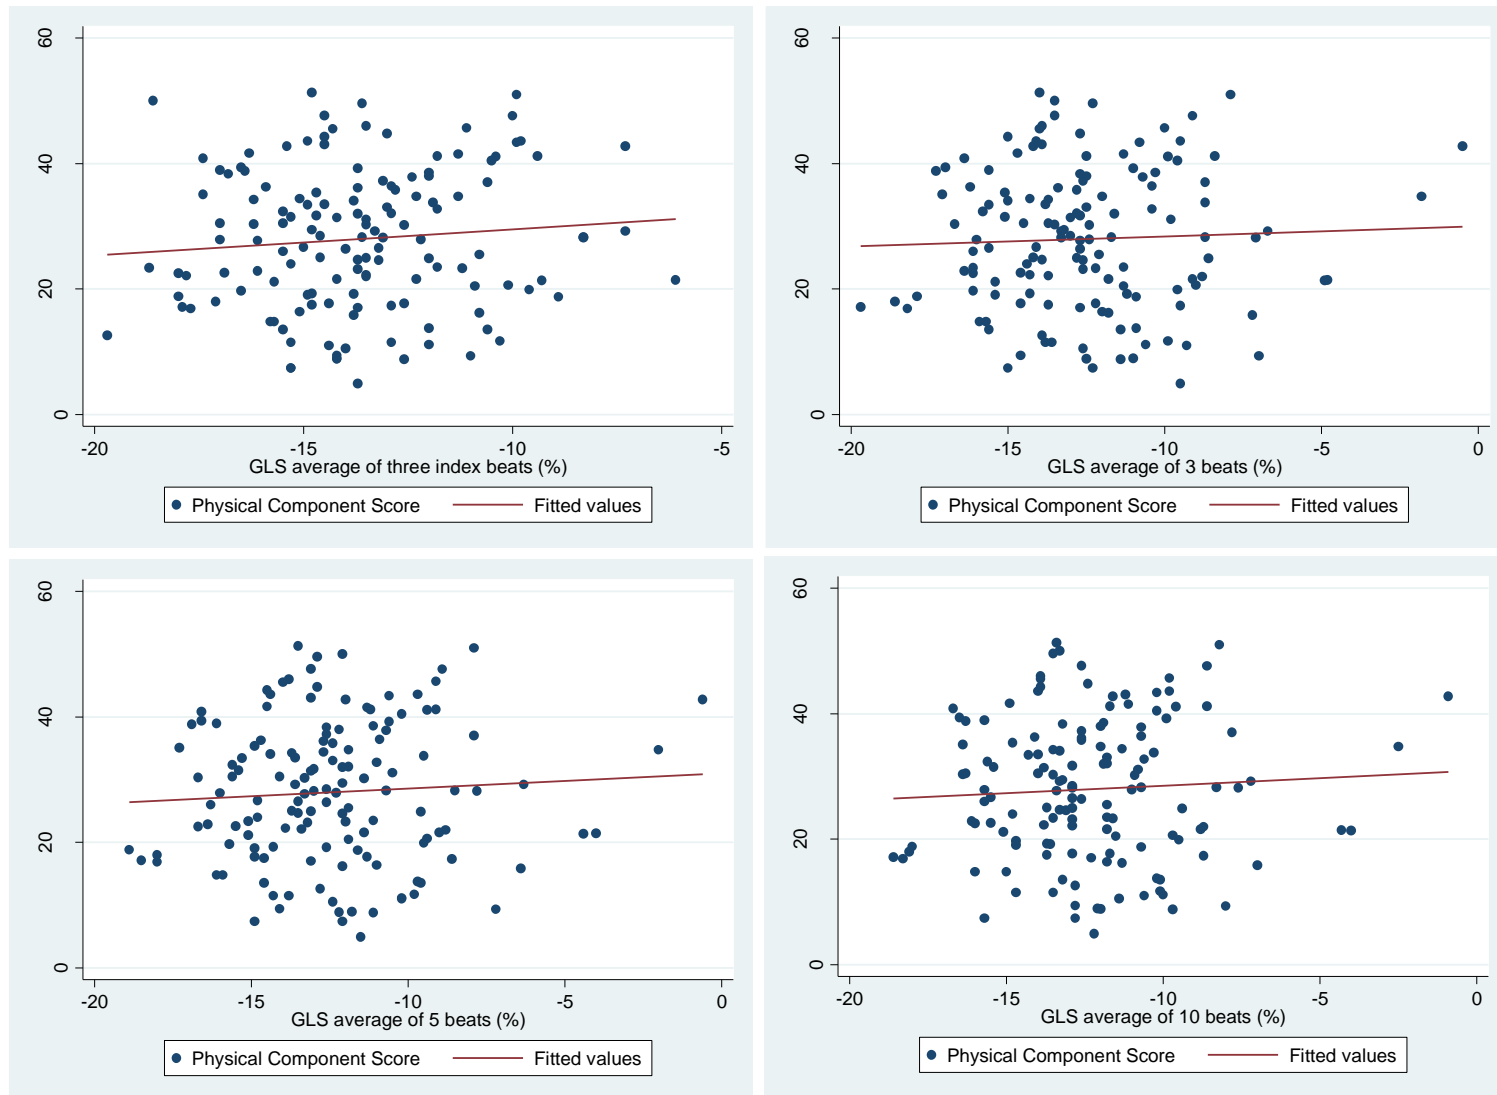 60
40
20
0
-20 -15 -10 -5
GLS average of three index beats (%)
Physical Component Score Fitted values
60
40
20
0
-20 -15 -10 -5 0
GLS average of 3 beats (%)
Physical Component Score Fitted values
60
40
20
0
-20 -15 -10 -5 0
GLS average of 5 beats (%)
Physical Component Score Fitted values
60
40
20
0
-20 -15 -10 -5 0
GLS average of 10 beats (%)
Physical Component Score Fitted values